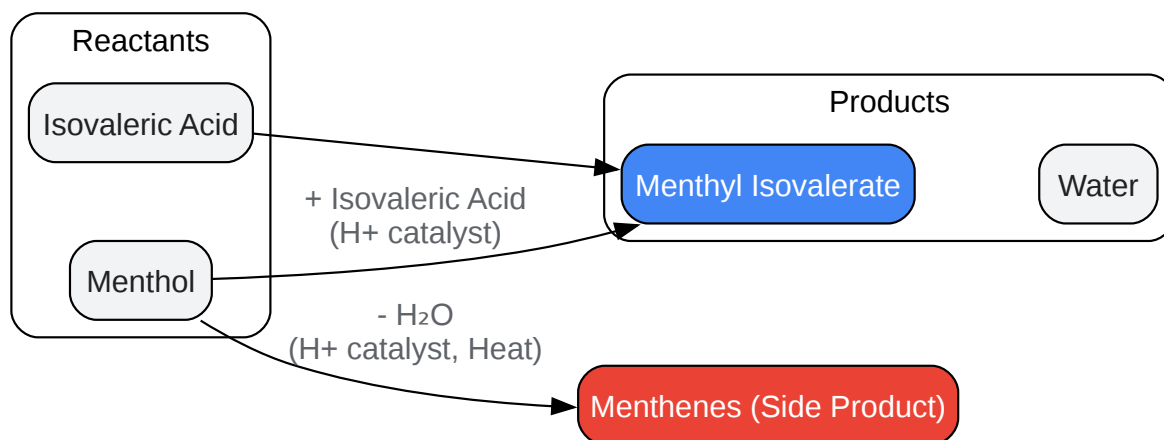 Reactants
Isovaleric Acid
Menthol
+ Isovaleric Acid
(H+ catalyst)
- H₂O
(H+ catalyst, Heat)
Products
Menthyl Isovalerate
Water
Menthenes (Side Product)